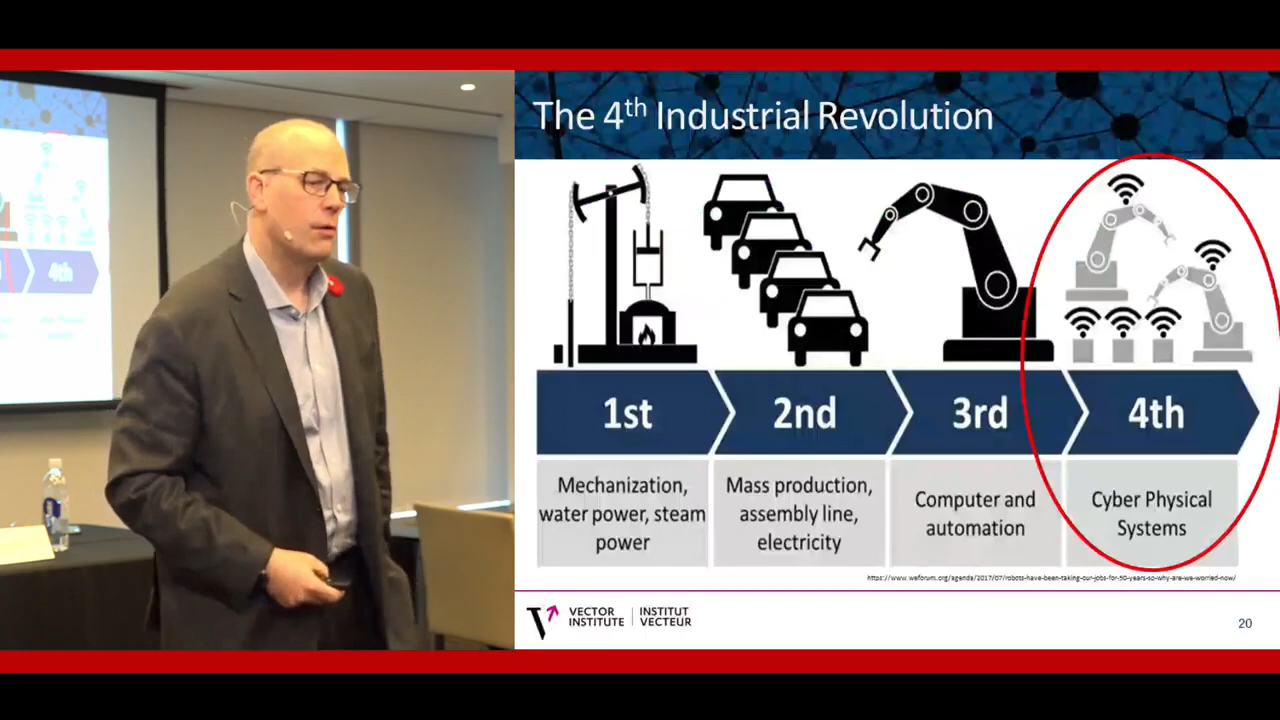 4th
The 4th Industrial Revolution
1st
2nd
3rd
4th
Mechanization,
water power, steam
power
Mass production,
assembly line,
electricity
Computer and
automation
Cyber Physical
Systems
https://www.weforum.org/agenda/2017/07/robots-have-been-taking-our-jobs-for-50-years-so-why-are-we-worried-now/
VECTOR
INSTITUTE
INSTITUT
VECTEUR
20